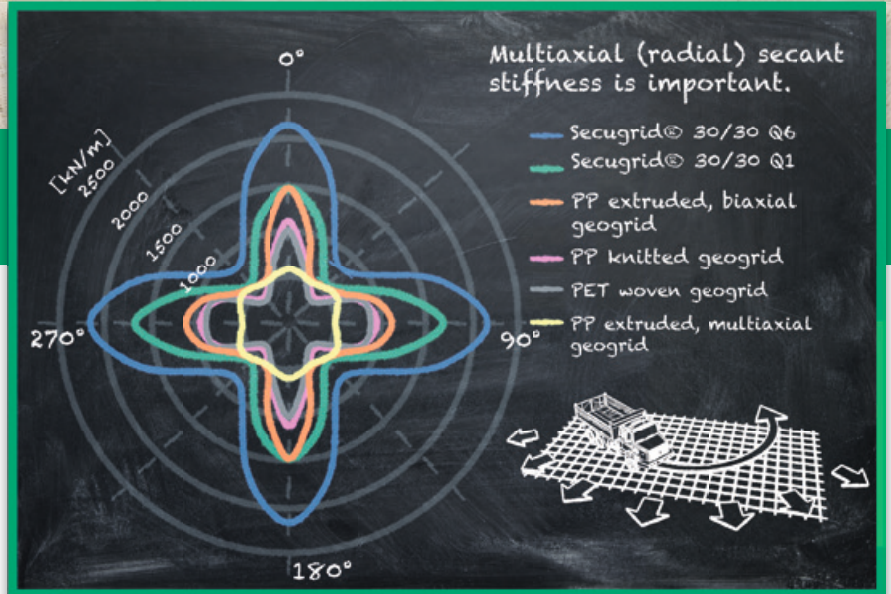 Multiaxial (radial) secant
stiffness is important.
0°
[kN/m]
2500
2000
1500
1000
270°
90°
180°
Secugrid® 30/30 Q6
Secugrid® 30/30 Q1
PP extruded, biaxial
geogrid
PP knitted geogrid
PET woven geogrid
PP extruded, multiaxial
geogrid